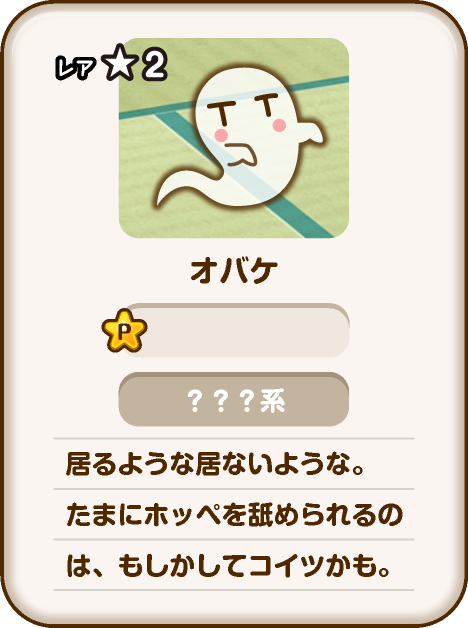 レア★2
オバケ
P
???系
居るような居ないような。
たまにホッペを舐められるの
は、もしかしてコイツかも。